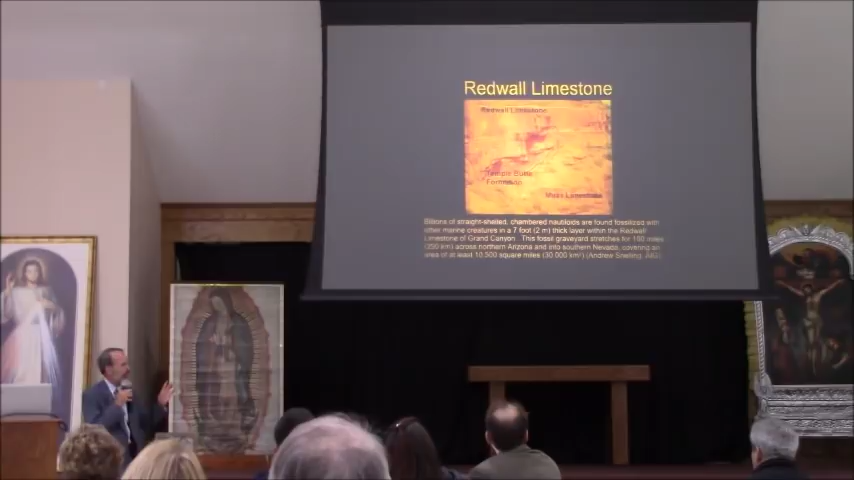 Redwall Limestone
Redwall Limestone
Temple Butte
Formation
Muav Limestone
Billions of straight-shelled, chambered nautiloids are found fossilized with
other marine creatures in a 7 foot (2 m) thick layer within the Redwall
Limestone of Grand Canyon. This fossil graveyard stretches for 180 miles
(290 km) across northern Arizona and into southern Nevada, covering an
area of at least 10,500 square miles (30,000 km²). (Andrew Snelling, AIG)